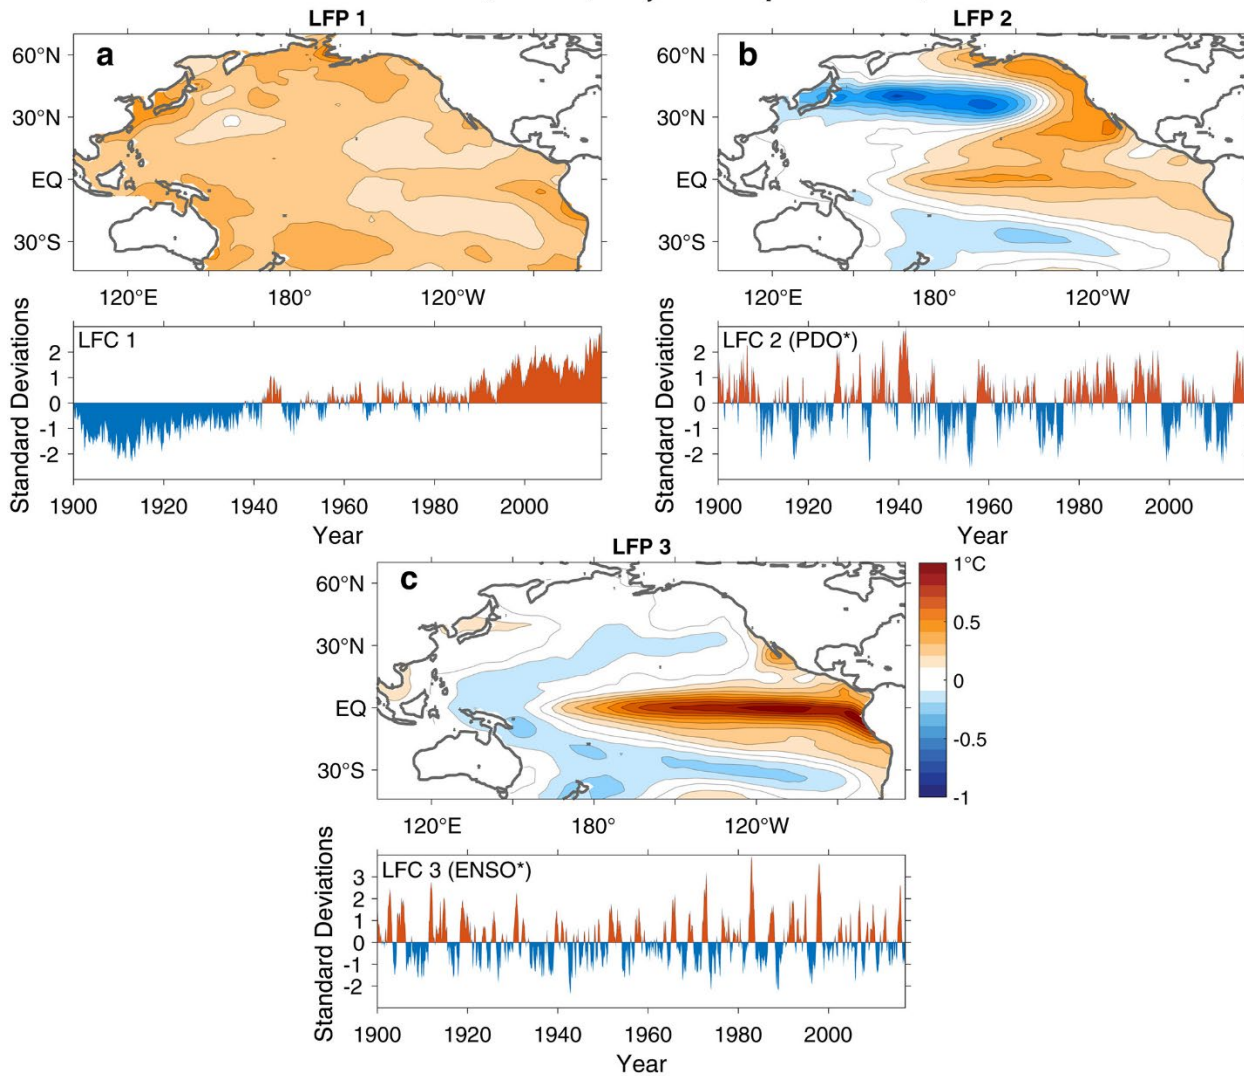 LFP 1
LFP 2
a
60°N
30°N
EQ
30°S
120°E
180°
120°W
b
60°N
30°N
EQ
30°S
120°E
180°
120°W
Standard Deviations
LFC 1
2
1
0
-1
-2
1900
1920
1940
1960
1980
2000
Year
Standard Deviations
LFC 2 (PDO*)
2
1
0
-1
-2
1900
1920
1940
1960
1980
2000
Year
LFP 3
c
60°N
30°N
EQ
30°S
120°E
180°
120°W
1°C
0.5
0
-0.5
-1
Standard Deviations
LFC 3 (ENSO*)
3
2
1
0
-1
-2
1900
1920
1940
1960
1980
2000
Year